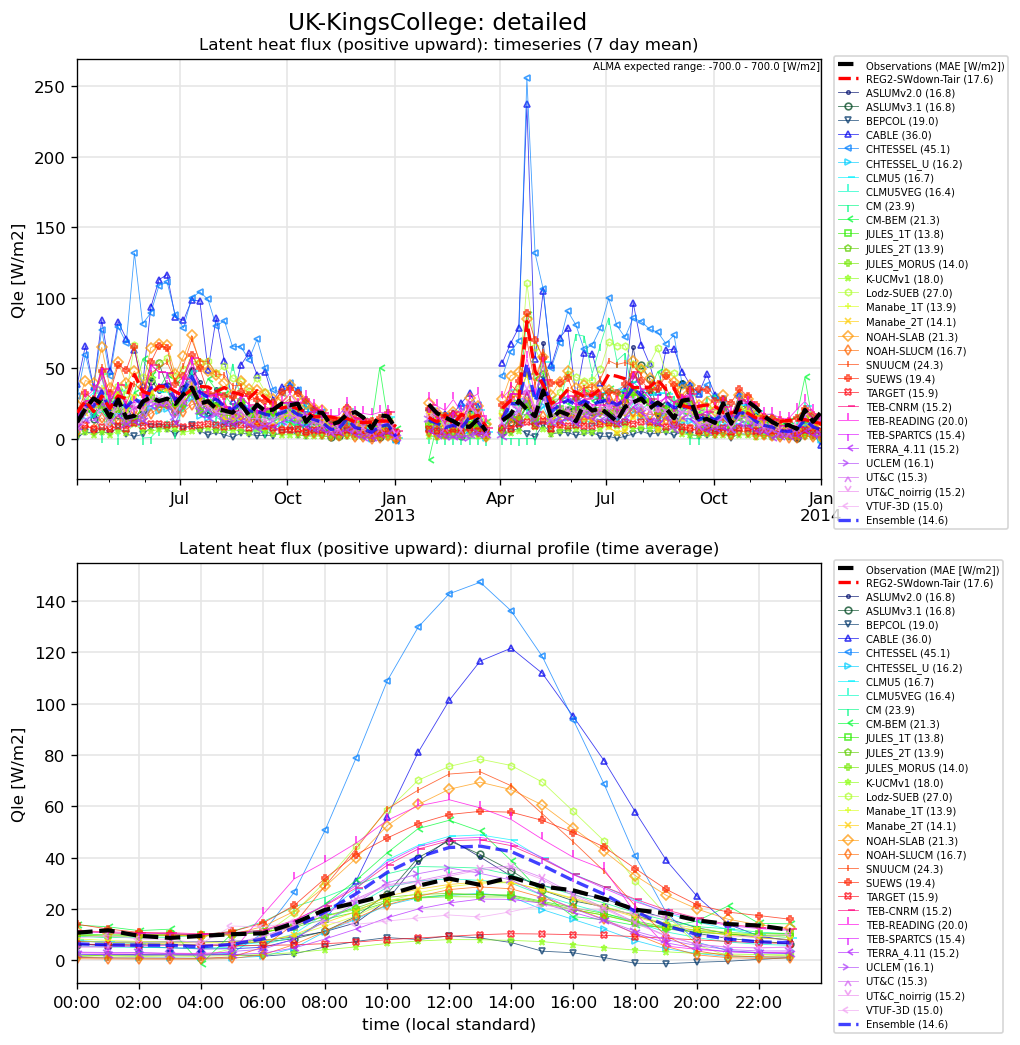 UK-KingsCollege: detailed
Latent heat flux (positive upward): timeseries (7 day mean)
ALMA expected range: -700.0 - 700.0 [W/m2]
Qle [W/m2]
250
200
150
100
50
0
Jul
Oct
Jan
2013
Apr
Jul
Oct
Jan
2014
Observations (MAE [W/m2])
REG2-SWdown-Tair (17.6)
ASLUMv2.0 (16.8)
ASLUMv3.1 (16.8)
BEPCOL (19.0)
CABLE (36.0)
CHTESSEL (45.1)
CHTESSEL_U (16.2)
CLMU5 (16.7)
CLMU5VEG (16.4)
CM (23.9)
CM-BEM (21.3)
JULES_1T (13.8)
JULES_2T (13.9)
JULES_MORUS (14.0)
K-UCMv1 (18.0)
Lodz-SUEB (27.0)
Manabe_1T (13.9)
Manabe_2T (14.1)
NOAH-SLAB (21.3)
NOAH-SLUCM (16.7)
SNUUCM (24.3)
SUEWS (19.4)
TARGET (15.9)
TEB-CNRM (15.2)
TEB-READING (20.0)
TEB-SPARTCS (15.4)
TERRA_4.11 (15.2)
UCLEM (16.1)
UT&C (15.3)
UT&C_noirrig (15.2)
VTUF-3D (15.0)
Ensemble (14.6)
Latent heat flux (positive upward): diurnal profile (time average)
Qle [W/m2]
140
120
100
80
60
40
20
0
00:00
02:00
04:00
06:00
08:00
10:00
12:00
14:00
16:00
18:00
20:00
22:00
time (local standard)
Observation (MAE [W/m2])
REG2-SWdown-Tair (17.6)
ASLUMv2.0 (16.8)
ASLUMv3.1 (16.8)
BEPCOL (19.0)
CABLE (36.0)
CHTESSEL (45.1)
CHTESSEL_U (16.2)
CLMU5 (16.7)
CLMU5VEG (16.4)
CM (23.9)
CM-BEM (21.3)
JULES_1T (13.8)
JULES_2T (13.9)
JULES_MORUS (14.0)
K-UCMv1 (18.0)
Lodz-SUEB (27.0)
Manabe_1T (13.9)
Manabe_2T (14.1)
NOAH-SLAB (21.3)
NOAH-SLUCM (16.7)
SNUUCM (24.3)
SUEWS (19.4)
TARGET (15.9)
TEB-CNRM (15.2)
TEB-READING (20.0)
TEB-SPARTCS (15.4)
TERRA_4.11 (15.2)
UCLEM (16.1)
UT&C (15.3)
UT&C_noirrig (15.2)
VTUF-3D (15.0)
Ensemble (14.6)